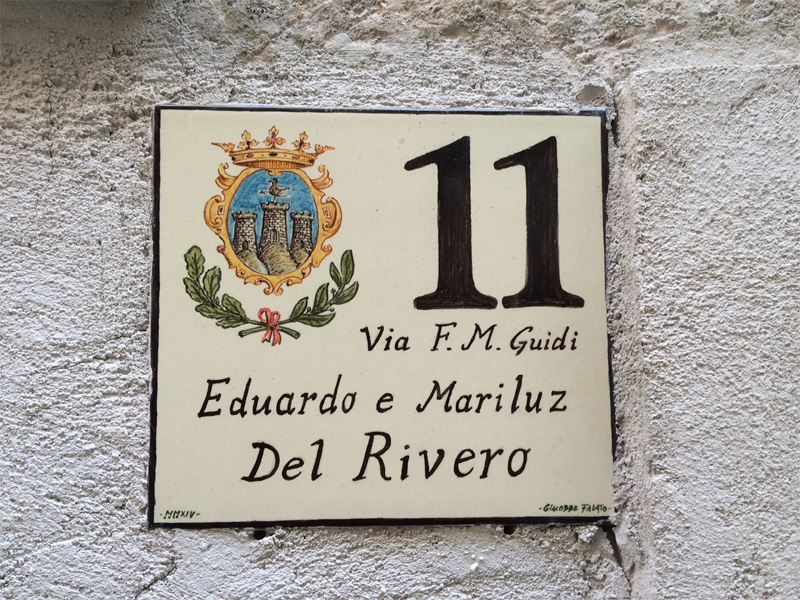 11
Via F. M. Guidi
Eduardo e Mariluz
Del Rivero
-MMXIV-